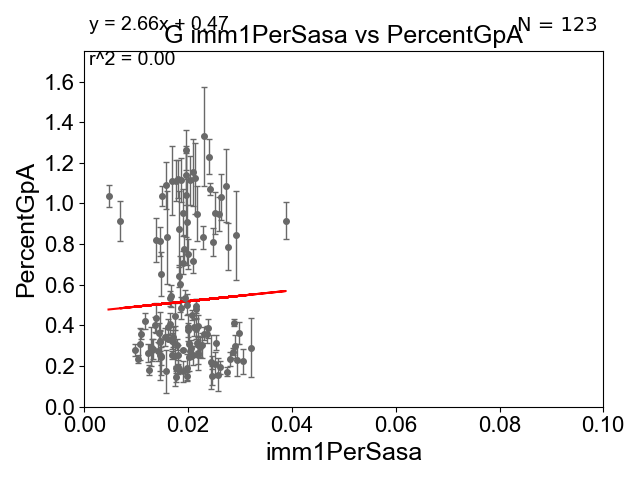 y = 2.66x + 0.47
G imm1PerSasa vs PercentGpA
N = 123
r^2 = 0.00
PercentGpA
1.6
1.4
1.2
1.0
0.8
0.6
0.4
0.2
0.0
0.00 0.02 0.04 0.06 0.08 0.10
imm1PerSasa